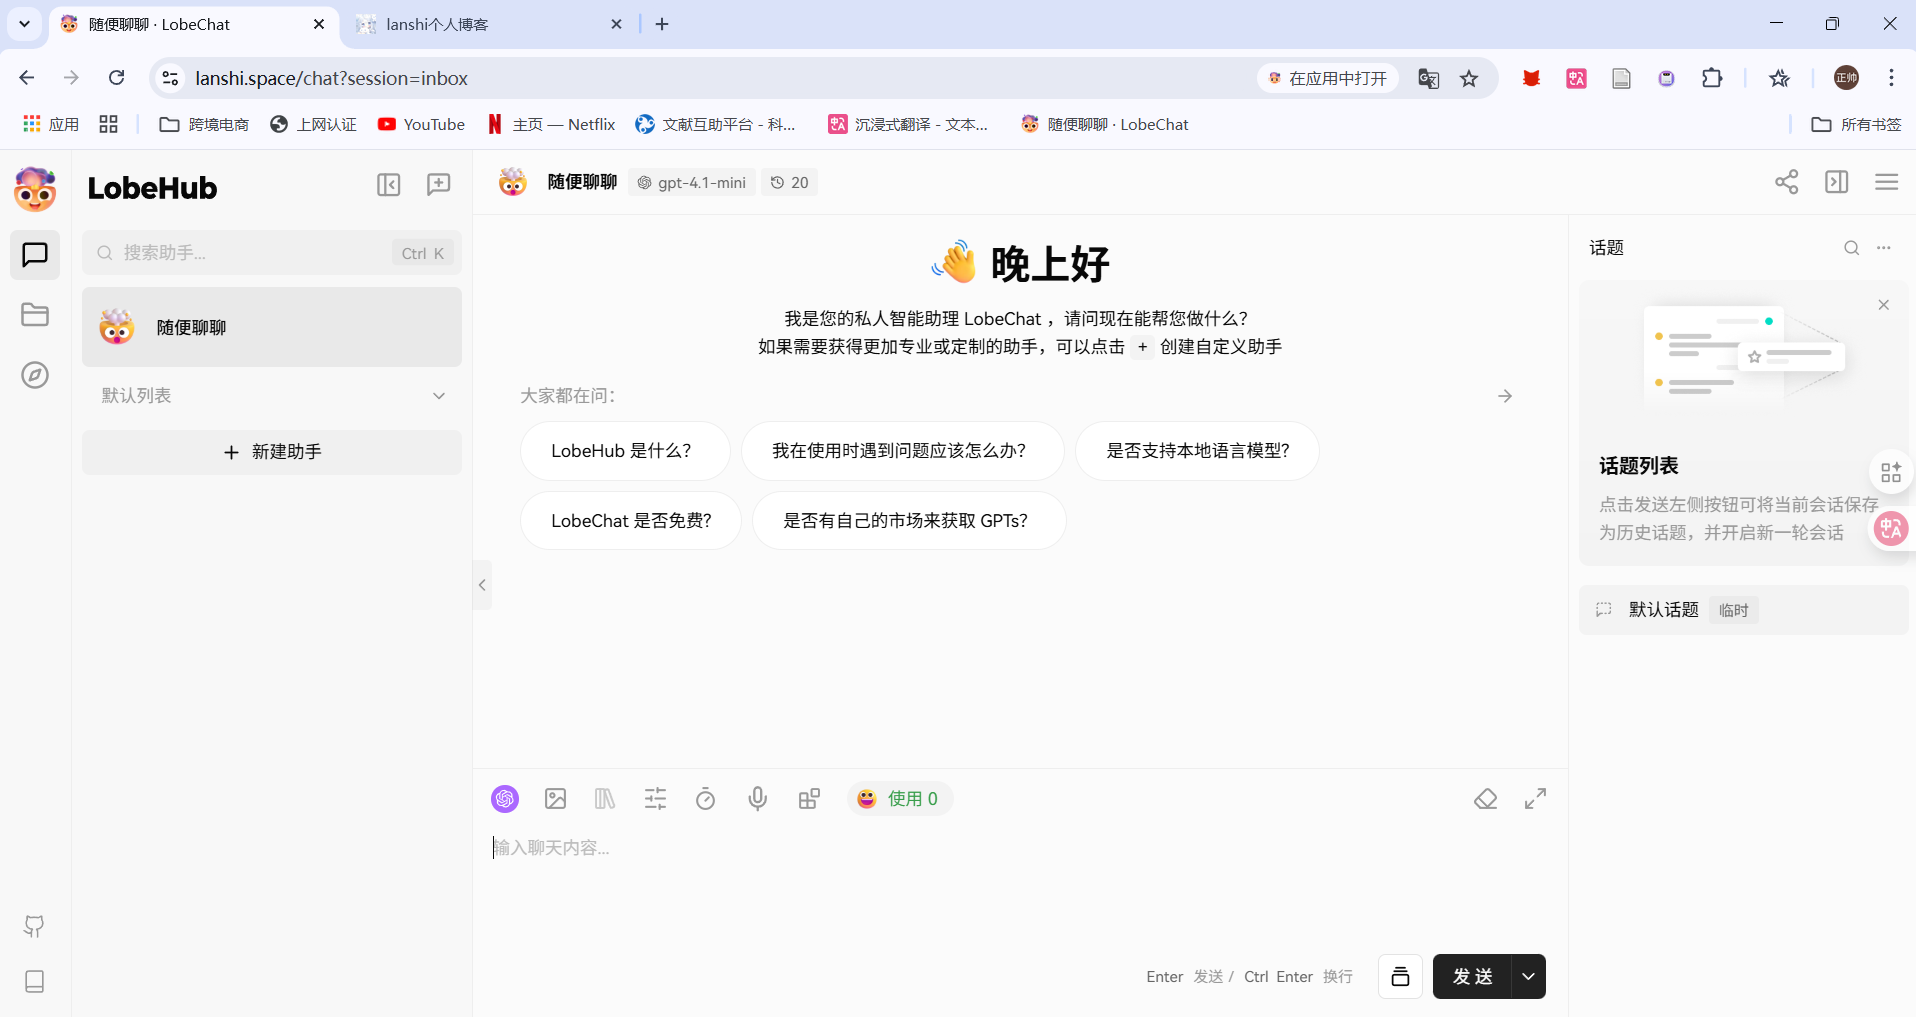 随便聊聊 · LobeChat
lanshi个人博客
lanshi.space/chat?session=inbox
在应用中打开
正帅
应用
跨境电商
上网认证
YouTube
主页 — Netflix
文献互助平台 - 科...
沉浸式翻译 - 文本...
随便聊聊 · LobeChat
所有书签
LobeHub
搜索助手...
Ctrl K
随便聊聊
默认列表
新建助手
随便聊聊
gpt-4.1-mini
20
晚上好
我是您的私人智能助理 LobeChat ，请问现在能帮您做什么？
如果需要获得更加专业或定制的助手，可以点击 + 创建自定义助手
大家都在问：
LobeHub 是什么？
我在使用时遇到问题应该怎么办？
是否支持本地语言模型?
LobeChat 是否免费？
是否有自己的市场来获取 GPTs？
使用 0
输入聊天内容...
Enter 发送 / Ctrl Enter 换行
发 送
话题
话题列表
点击发送左侧按钮可将当前会话保存
为历史话题，并开启新一轮会话
默认话题
临时